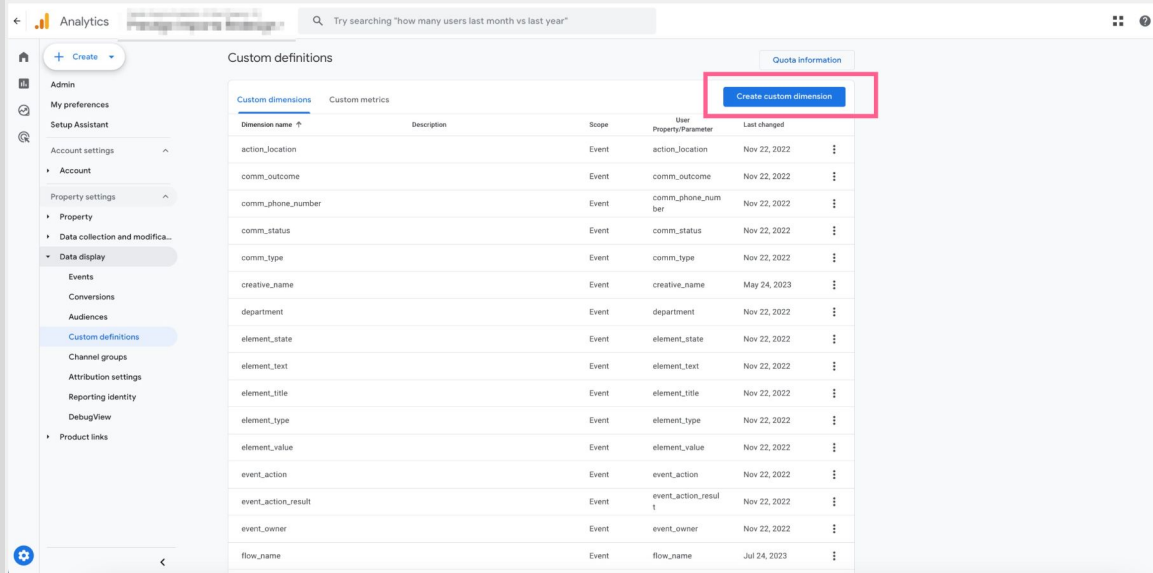 Analytics
Try searching "how many users last month vs last year"
Create
Admin
My preferences
Setup Assistant
Account settings
Account
Property settings
Property
Data collection and modifica...
Data display
Events
Conversions
Audiences
Custom definitions
Channel groups
Attribution settings
Reporting identity
DebugView
Product links
Custom definitions
Quota information
Custom dimensions Custom metrics
Create custom dimension
Dimension name Description Scope User Property/Parameter Last changed
action_location Event action_location Nov 22, 2022
comm_outcome Event comm_outcome Nov 22, 2022
comm_phone_number Event comm_phone_num
ber Nov 22, 2022
comm_status Event comm_status Nov 22, 2022
comm_type Event comm_type Nov 22, 2022
creative_name Event creative_name May 24, 2023
department Event department Nov 22, 2022
element_state Event element_state Nov 22, 2022
element_text Event element_text Nov 22, 2022
element_title Event element_title Nov 22, 2022
element_type Event element_type Nov 22, 2022
element_value Event element_value Nov 22, 2022
event_action Event event_action Nov 22, 2022
event_action_result Event event_action_resul
t Nov 22, 2022
event_owner Event event_owner Nov 22, 2022
flow_name Event flow_name Jul 24, 2023